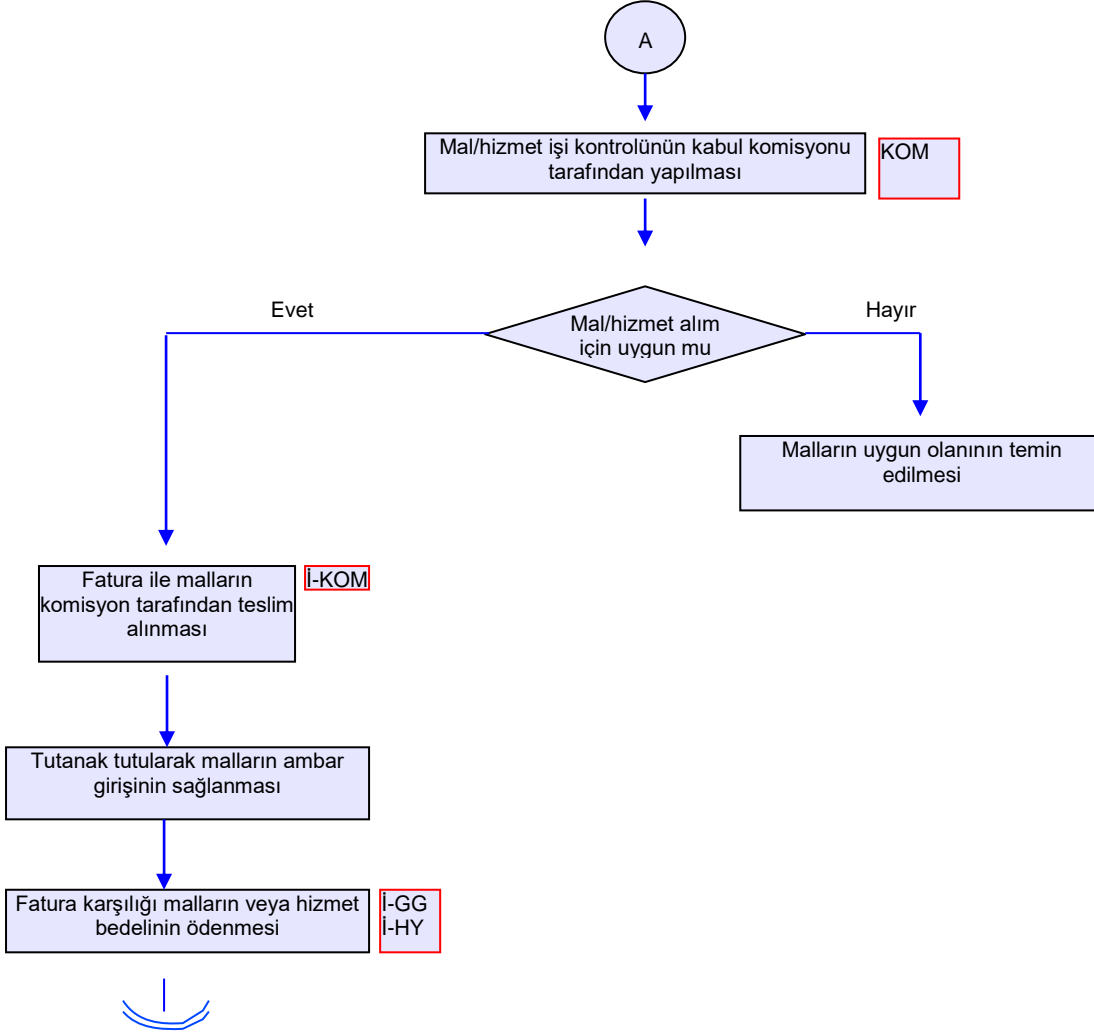 A
Mal/hizmet işi kontrolünün kabul komisyonu
tarafından yapılması
KOM
Evet
Hayır
Mal/hizmet alım
için uygun mu
Malların uygun olanının temin
edilmesi
Fatura ile malların
komisyon tarafından teslim
alınması
İ-KOM
Tutanak tutularak malların ambar
girişinin sağlanması
Fatura karşılığı malların veya hizmet
bedelinin ödenmesi
İ-GG
İ-HY